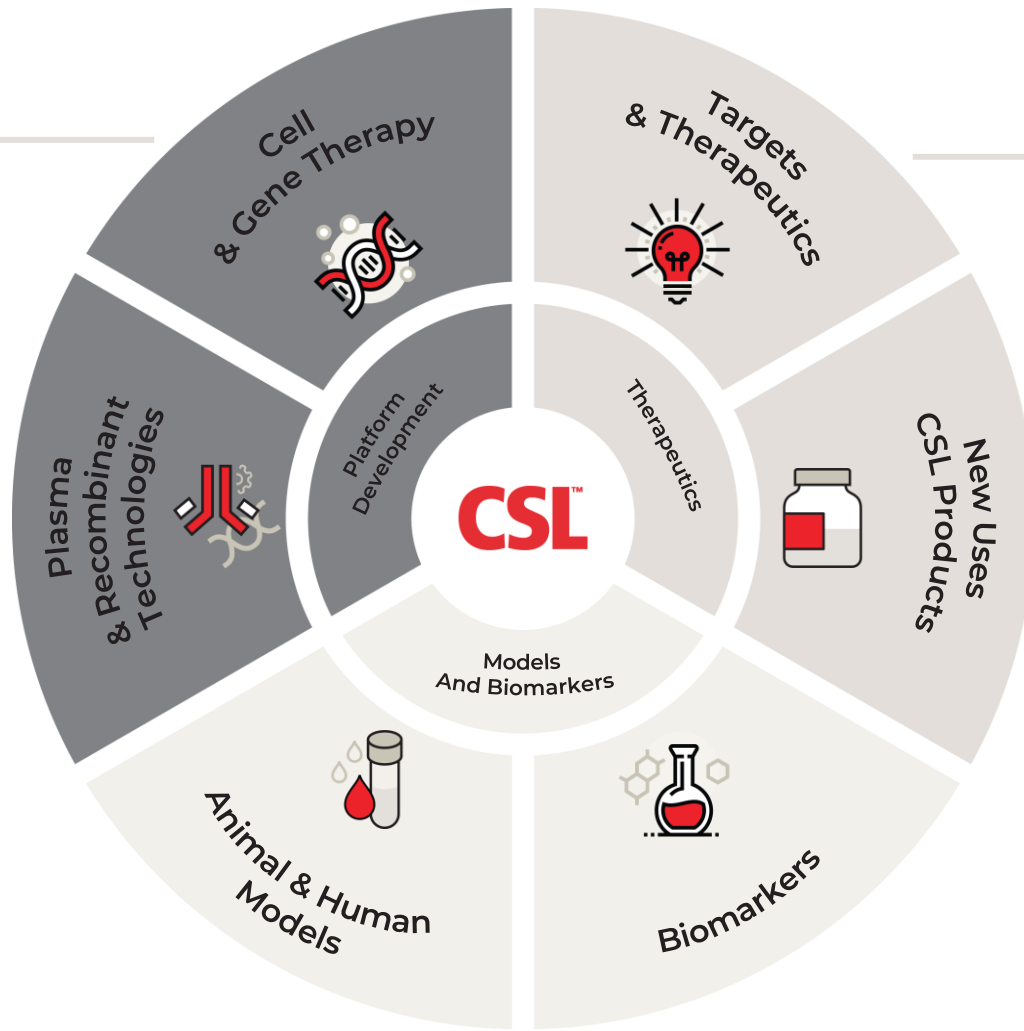 Cell
& Gene Therapy
Targets
& Therapeutics
Platform
Development
Therapeutics
Plasma
& Recombinant
Technologies
CSL™
New Uses
CSL Products
Models
And Biomarkers
Animal & Human
Models
Biomarkers